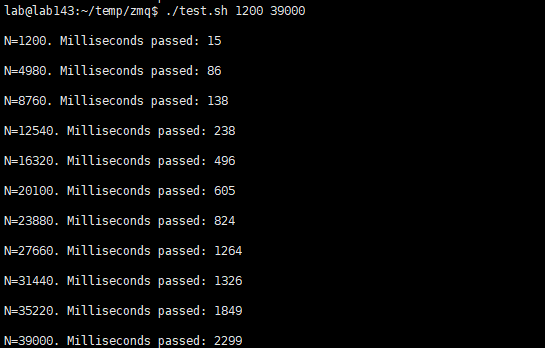 lab@lab143:~/temp/zmq$ ./test.sh 1200 39000
N=1200. Milliseconds passed: 15
N=4980. Milliseconds passed: 86
N=8760. Milliseconds passed: 138
N=12540. Milliseconds passed: 238
N=16320. Milliseconds passed: 496
N=20100. Milliseconds passed: 605
N=23880. Milliseconds passed: 824
N=27660. Milliseconds passed: 1264
N=31440. Milliseconds passed: 1326
N=35220. Milliseconds passed: 1849
N=39000. Milliseconds passed: 2299